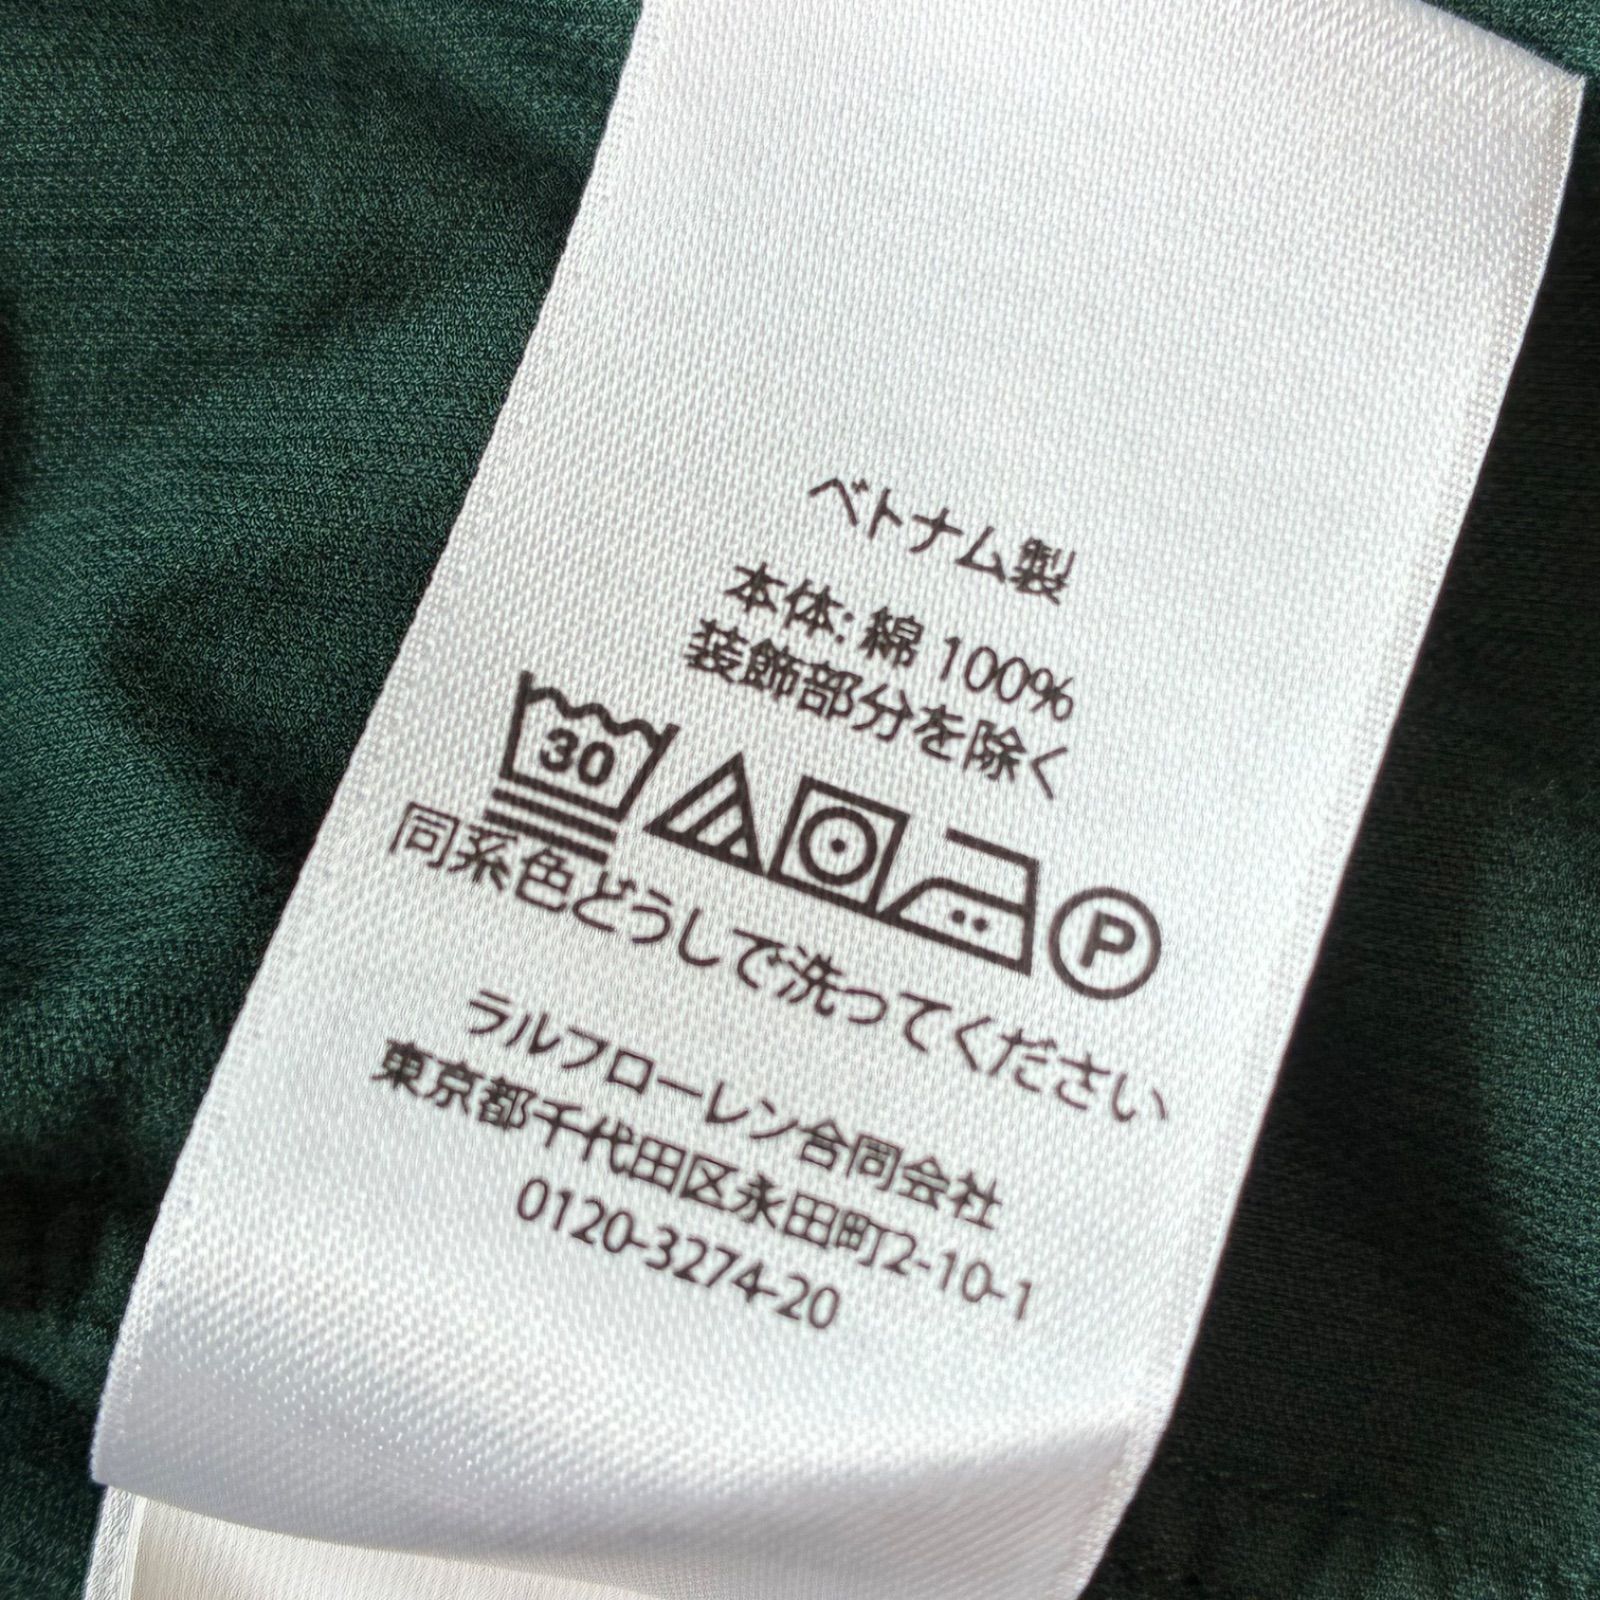 ベトナム製
本体: 綿 100%
装飾部分を除く
30 P
同系色どうしで洗ってください
ラルフローレン合同会社
東京都千代田区永田町2-10-1
0120-3274-20